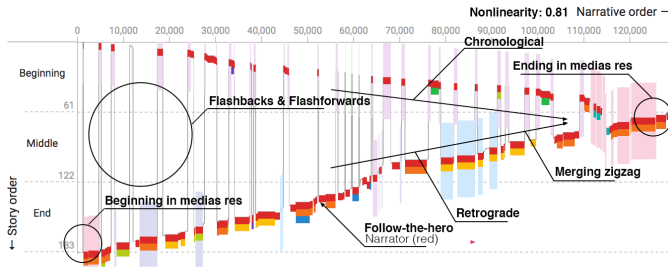 Nonlinearity: 0.81 Narrative order →
0 10,000 20,000 30,000 40,000 50,000 60,000 70,000 80,000 90,000 100,000 110,000 120,000
Chronological
Ending in medias res
Beginning
Flashbacks & Flashforwards
61
Middle
Merging zigzag
122
Beginning in medias res
Retrograde
End
Follow-the-hero
Narrator (red)
← Story order
183